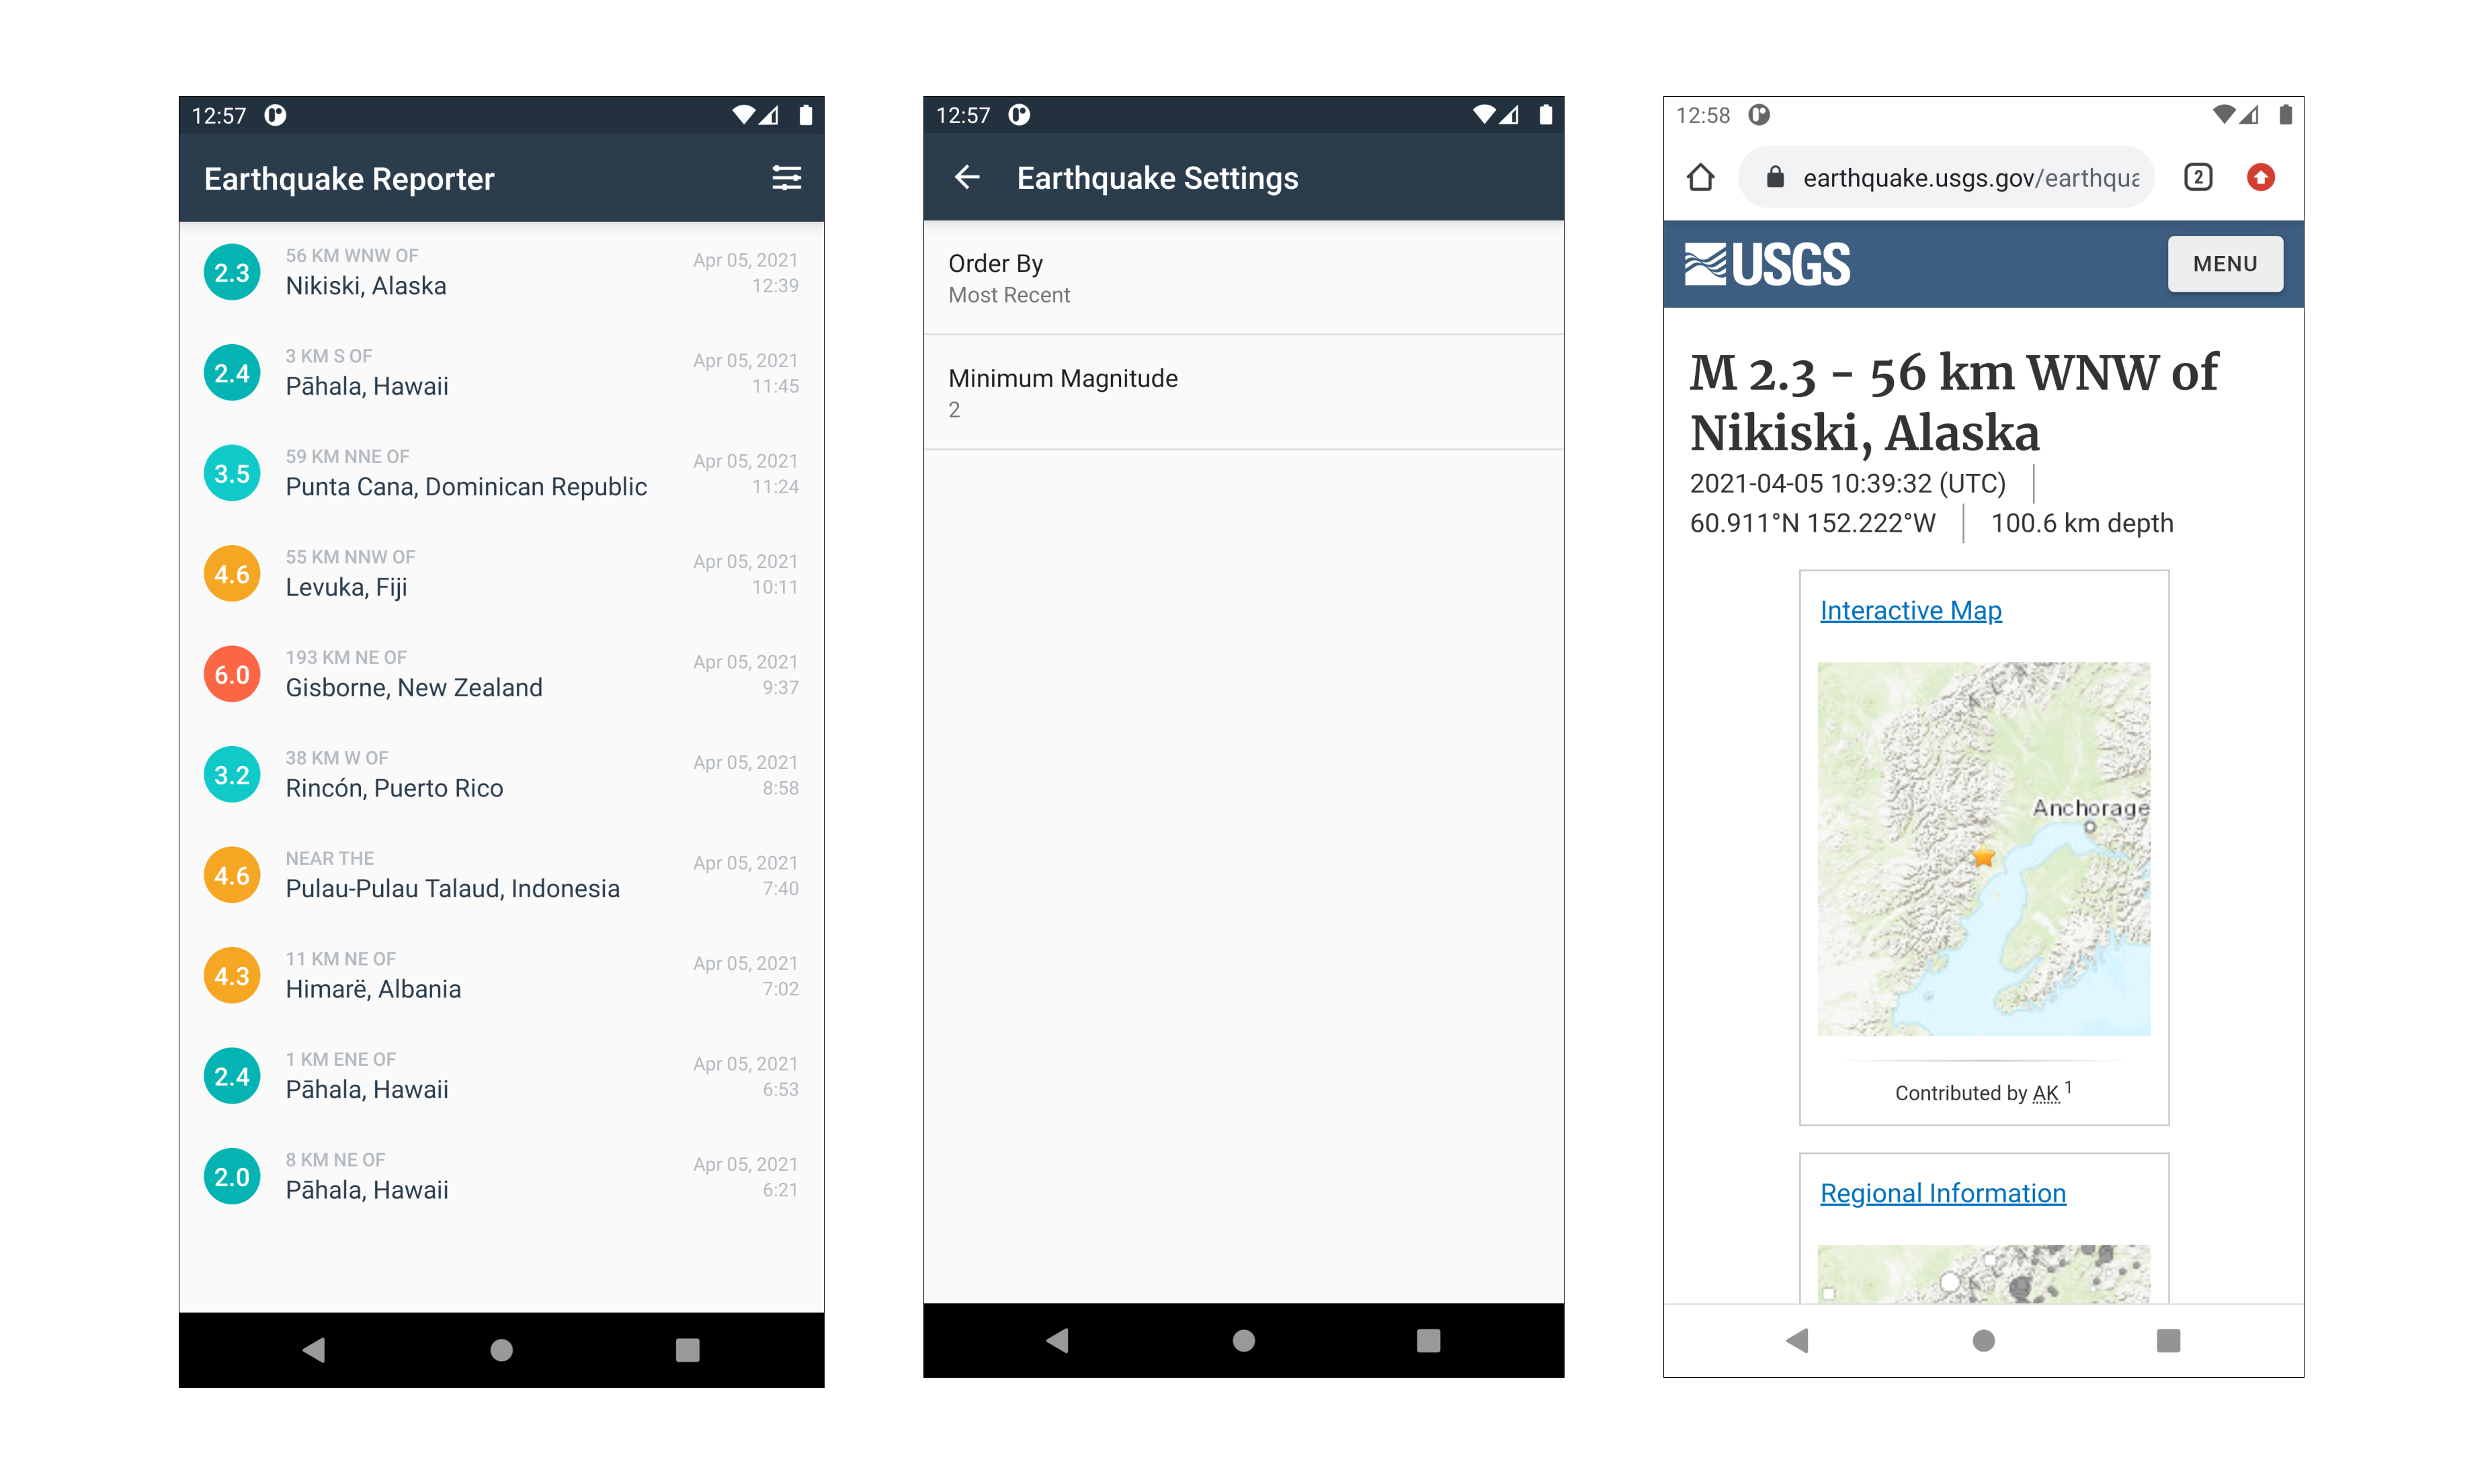 12:57
Earthquake Reporter
2.3
56 KM WNW OF
Nikiski, Alaska
Apr 05, 2021
12:39
2.4
3 KM S OF
Pāhala, Hawaii
Apr 05, 2021
11:45
3.5
59 KM NNE OF
Punta Cana, Dominican Republic
Apr 05, 2021
11:24
4.6
55 KM NNW OF
Levuka, Fiji
Apr 05, 2021
10:11
6.0
193 KM NE OF
Gisborne, New Zealand
Apr 05, 2021
9:37
3.2
38 KM W OF
Rincón, Puerto Rico
Apr 05, 2021
8:58
4.6
NEAR THE
Pulau-Pulau Talaud, Indonesia
Apr 05, 2021
7:40
4.3
11 KM NE OF
Himarë, Albania
Apr 05, 2021
7:02
2.4
1 KM ENE OF
Pāhala, Hawaii
Apr 05, 2021
6:53
2.0
8 KM NE OF
Pāhala, Hawaii
Apr 05, 2021
6:21
12:57
Earthquake Settings
Order By
Most Recent
Minimum Magnitude
2
12:58
earthquake.usgs.gov/earthqua
2
USGS
MENU
M 2.3 - 56 km WNW of
Nikiski, Alaska
2021-04-05 10:39:32 (UTC)
60.911°N 152.222°W
100.6 km depth
Interactive Map
Anchorage
Contributed by AK 1
Regional Information